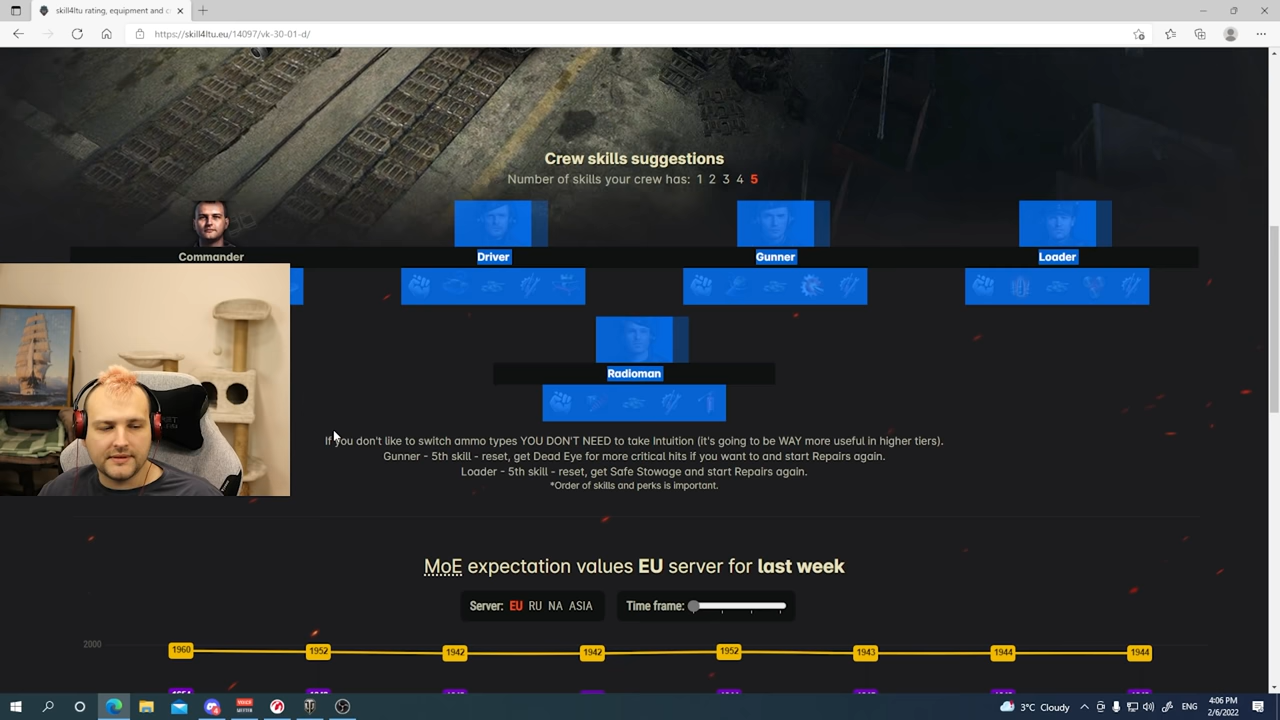 skill4ltu rating, equipment and c
https://skill4ltu.eu/14097/vk-30-01-d/
Crew skills suggestions
Number of skills your crew has: 1 2 3 4 5
Commander
Driver
Gunner
Loader
Radioman
If you don't like to switch ammo types YOU DON'T NEED to take Intuition (it's going to be WAY more useful in higher tiers).
Gunner - 5th skill - reset, get Dead Eye for more critical hits if you want to and start Repairs again.
Loader - 5th skill - reset, get Safe Stowage and start Repairs again.
*Order of skills and perks is important.
MoE expectation values EU server for last week
Server: EU RU NA ASIA
Time frame:
2000
1960 1952 1942 1942 1952 1943 1944 1944
3°C Cloudy
ENG
4:06 PM
2/6/2022